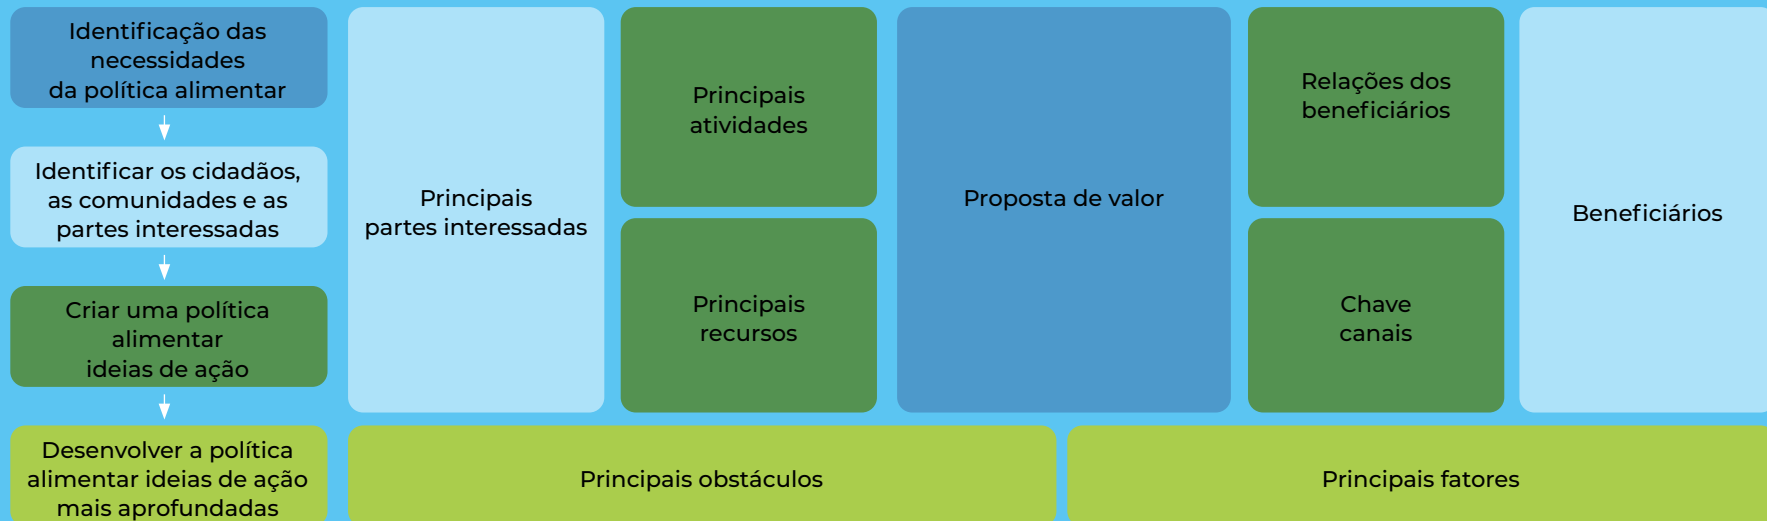 Identificação das
necessidades
da política alimentar
Identificar os cidadãos,
as comunidades e as
partes interessadas
Criar uma política
alimentar
ideias de ação
Desenvolver a política
alimentar ideias de ação
mais aprofundadas
Principais
partes interessadas
Principais
atividades
Principais
recursos
Proposta de valor
Relações dos
beneficiários
Chave
canais
Beneficiários
Principais obstáculos
Principais fatores